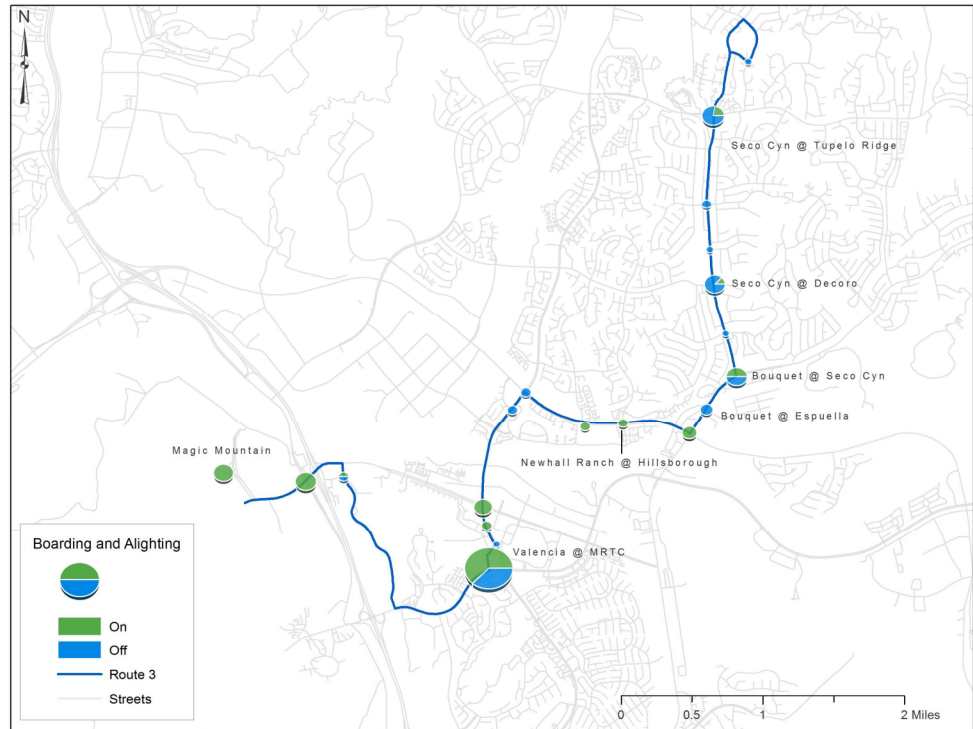 N
Seco Cyn @ Tupelo Ridge
Seco Cyn @ Decoro
Bouquet @ Seco Cyn
Bouquet @ Espuella
Newhall Ranch @ Hillsborough
Magic Mountain
Valencia @ MRTC
Boarding and Alighting
On
Off
Route 3
Streets
0 0.5 1 2 Miles